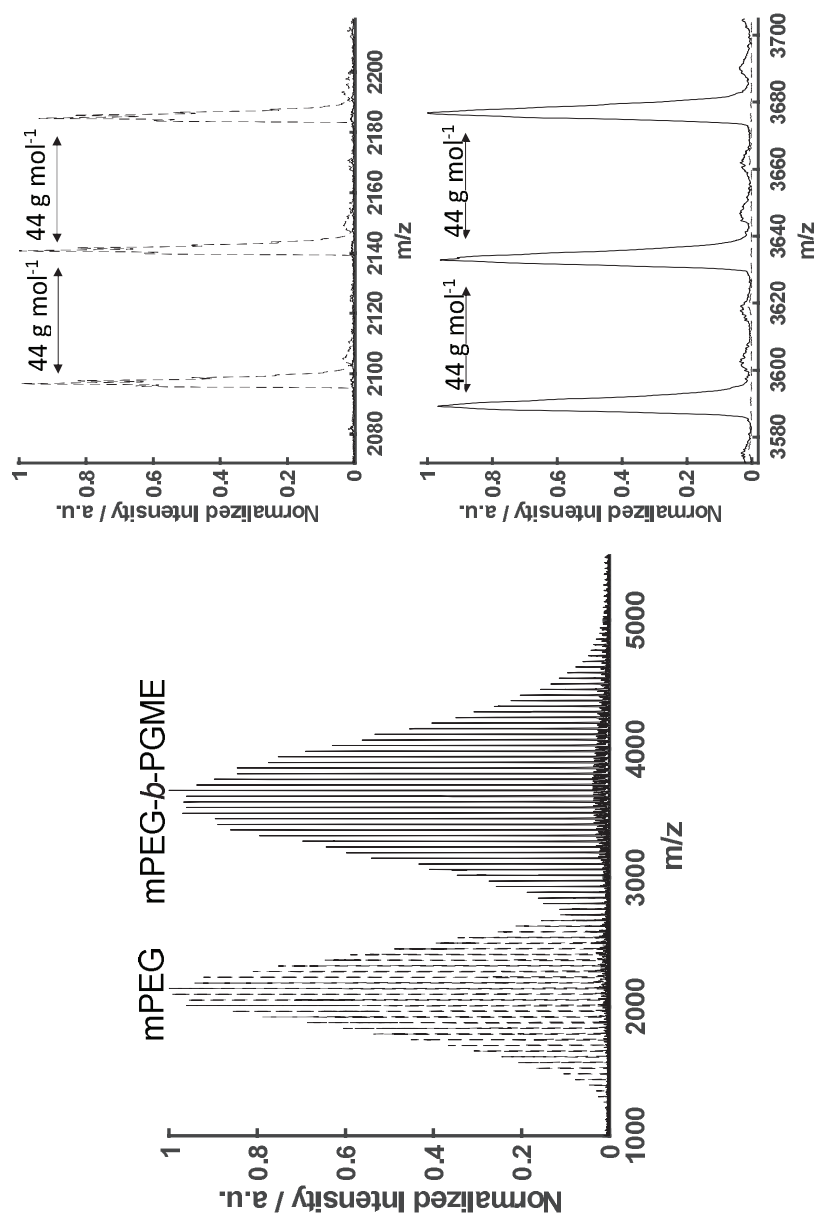 mPEG
mPEG-b-PGME
Normalized Intensity / a.u.
1
0.8
0.6
0.4
0.2
0
1000 2000 3000 4000 5000
m/z
44 g mol-1 44 g mol-1
Normalized Intensity / a.u.
1
0.8
0.6
0.4
0.2
0
2080 2100 2120 2140 2160 2180 2200
m/z
44 g mol-1 44 g mol-1
Normalized Intensity / a.u.
1
0.8
0.6
0.4
0.2
0
3580 3600 3620 3640 3660 3680 3700
m/z